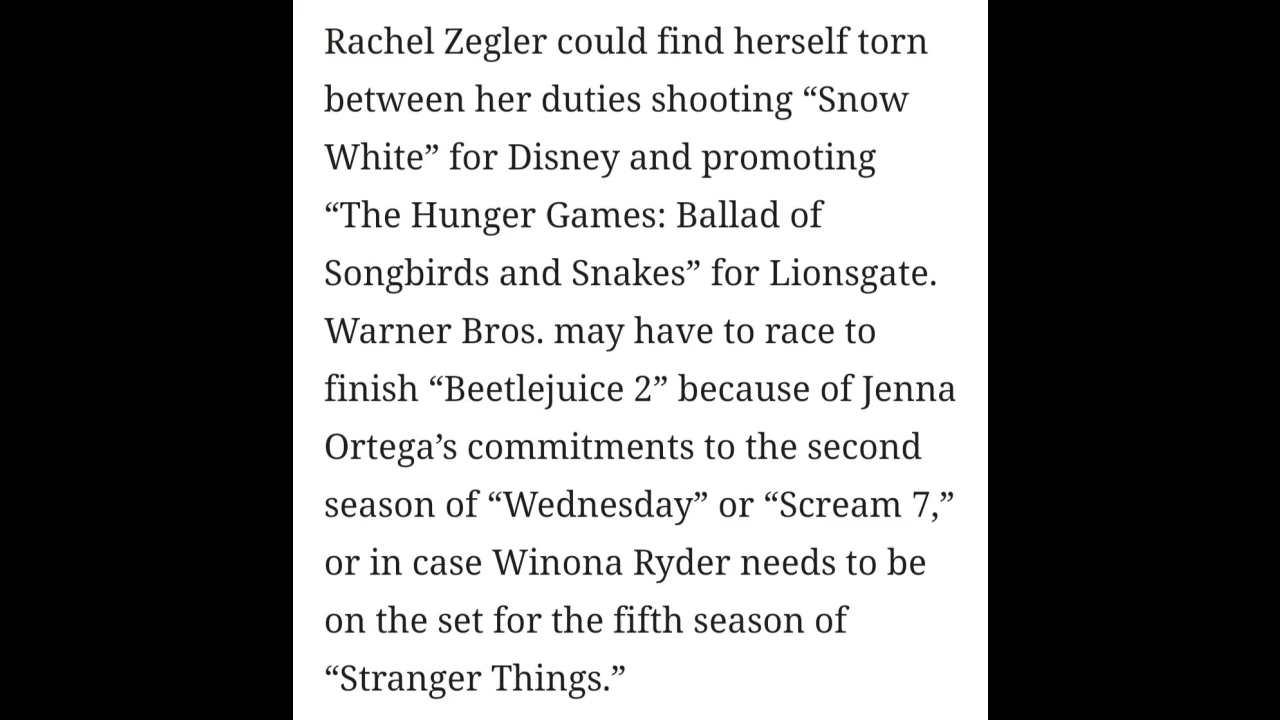 Rachel Zegler could find herself torn
between her duties shooting “Snow
White” for Disney and promoting
“The Hunger Games: Ballad of
Songbirds and Snakes” for Lionsgate.
Warner Bros. may have to race to
finish “Beetlejuice 2” because of Jenna
Ortega’s commitments to the second
season of “Wednesday” or “Scream 7,”
or in case Winona Ryder needs to be
on the set for the fifth season of
“Stranger Things.”